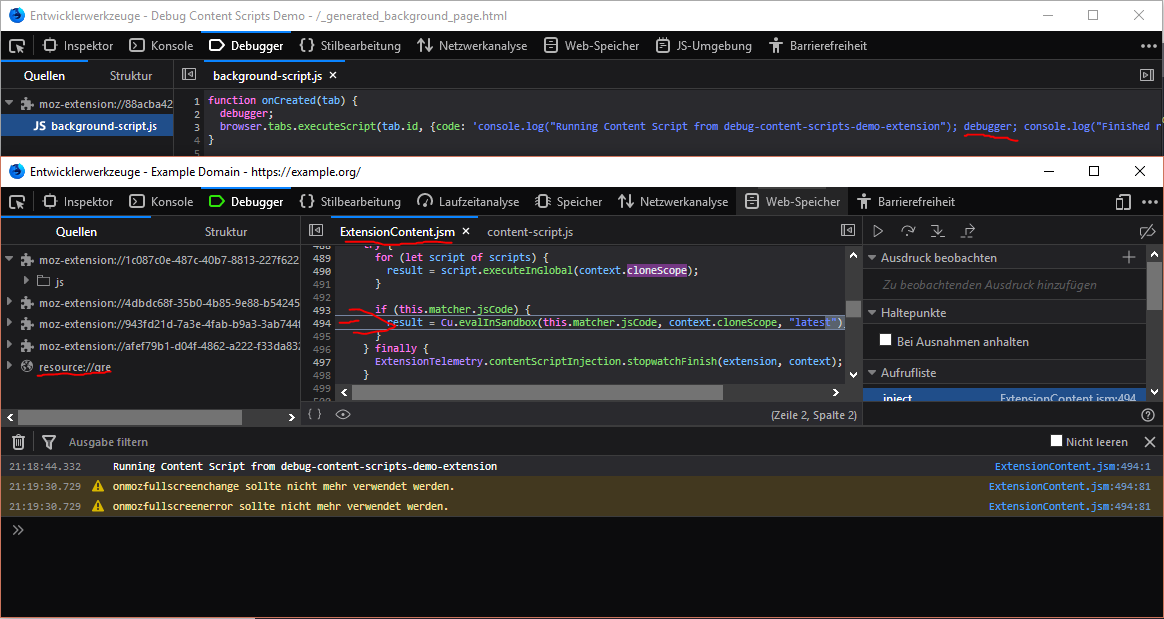 Entwicklerwerkzeuge - Debug Content Scripts Demo - /_generated_background_page.html
Inspektor Konsole Debugger Stilbearbeitung Netzwerkanalyse Web-Speicher JS-Umgebung Barrierefreiheit
Quellen Struktur background-script.js
moz-extension://88acba42
JS background-script.js
1 function onCreated(tab) {
2 debugger;
3 browser.tabs.executeScript(tab.id, {code: 'console.log("Running Content Script from debug-content-scripts-demo-extension"); debugger; console.log("Finished r
4 }
5
Entwicklerwerkzeuge - Example Domain - https://example.org/
Inspektor Konsole Debugger Stilbearbeitung Laufzeitanalyse Speicher Netzwerkanalyse Web-Speicher Barrierefreiheit
Quellen Struktur ExtensionContent.jsm content-script.js
moz-extension://1c087c0e-487c-40b7-8813-227f622
js
moz-extension://4dbdc68f-35b0-4b85-9e88-b54245
moz-extension://943fd21d-7a3e-4fab-b9a3-3ab744f
moz-extension://afef79b1-d04f-4862-a222-f33da832
resource://gre
488 try {
489 for (let script of scripts) {
490 result = script.executeInGlobal(context.cloneScope);
491 }
492
493 if (this.matcher.jsCode) {
494 result = Cu.evalInSandbox(this.matcher.jsCode, context.cloneScope, "latest")
495 }
496 } finally {
497 ExtensionTelemetry.contentScriptInjection.stopwatchFinish(extension, context);
498 }
499
500
(Zeile 2, Spalte 2)
Ausdruck beobachten
Zu beobachtenden Ausdruck hinzufügen
Haltepunkte
Bei Ausnahmen anhalten
Aufrufliste
inject ExtensionContent.jsm:494
Ausgabe filtern Nicht leeren
21:18:44.332 Running Content Script from debug-content-scripts-demo-extension ExtensionContent.jsm:494:1
21:19:30.729 onmozfullscreenchange sollte nicht mehr verwendet werden. ExtensionContent.jsm:494:81
21:19:30.729 onmozfullscreenerror sollte nicht mehr verwendet werden. ExtensionContent.jsm:494:81